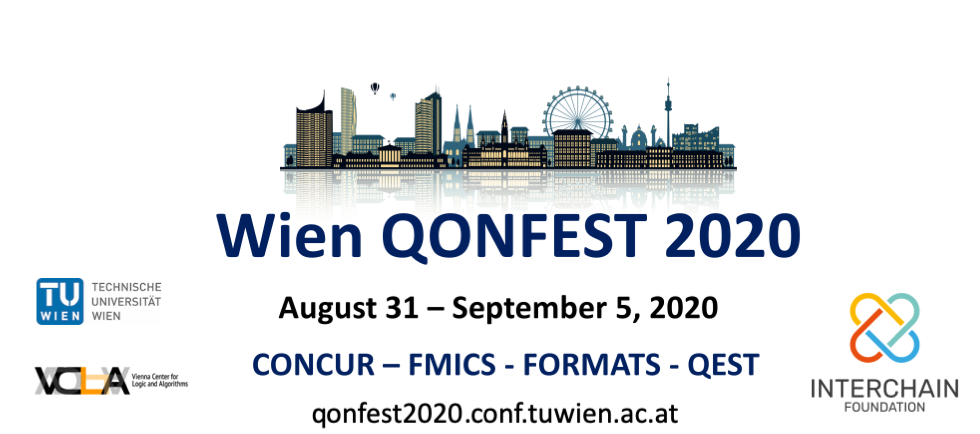 Wien QONFEST 2020
August 31 – September 5, 2020
CONCUR – FMICS - FORMATS - QEST
qonfest2020.conf.tuwien.ac.at
TU
WIEN
TECHNISCHE
UNIVERSITÄT
WIEN
VCLA
Vienna Center for
Logic and Algorithms
INTERCHAIN
FOUNDATION